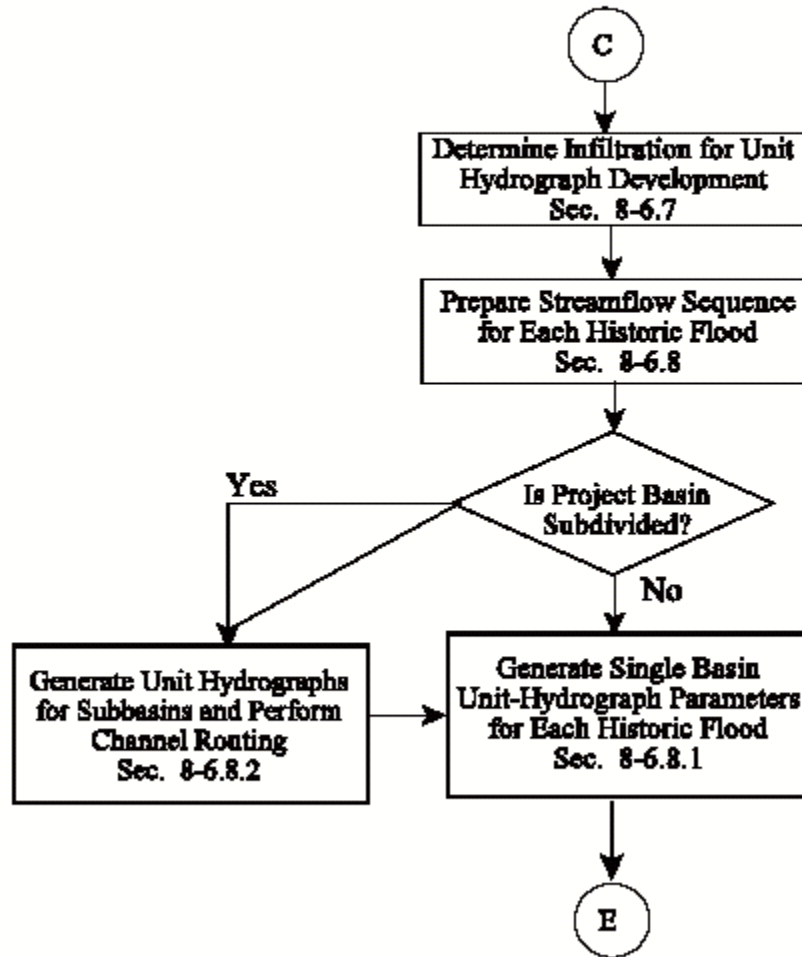 C
Determine Infiltration for Unit
Hydrograph Development
Sec. 8-6.7
Prepare Streamflow Sequence
for Each Historic Flood
Sec. 8-6.8
Is Project Basin
Subdivided?
Yes
No
Generate Unit Hydrographs
for Subbasins and Perform
Channel Routing
Sec. 8-6.8.2
Generate Single Basin
Unit-Hydrograph Parameters
for Each Historic Flood
Sec. 8-6.8.1
E